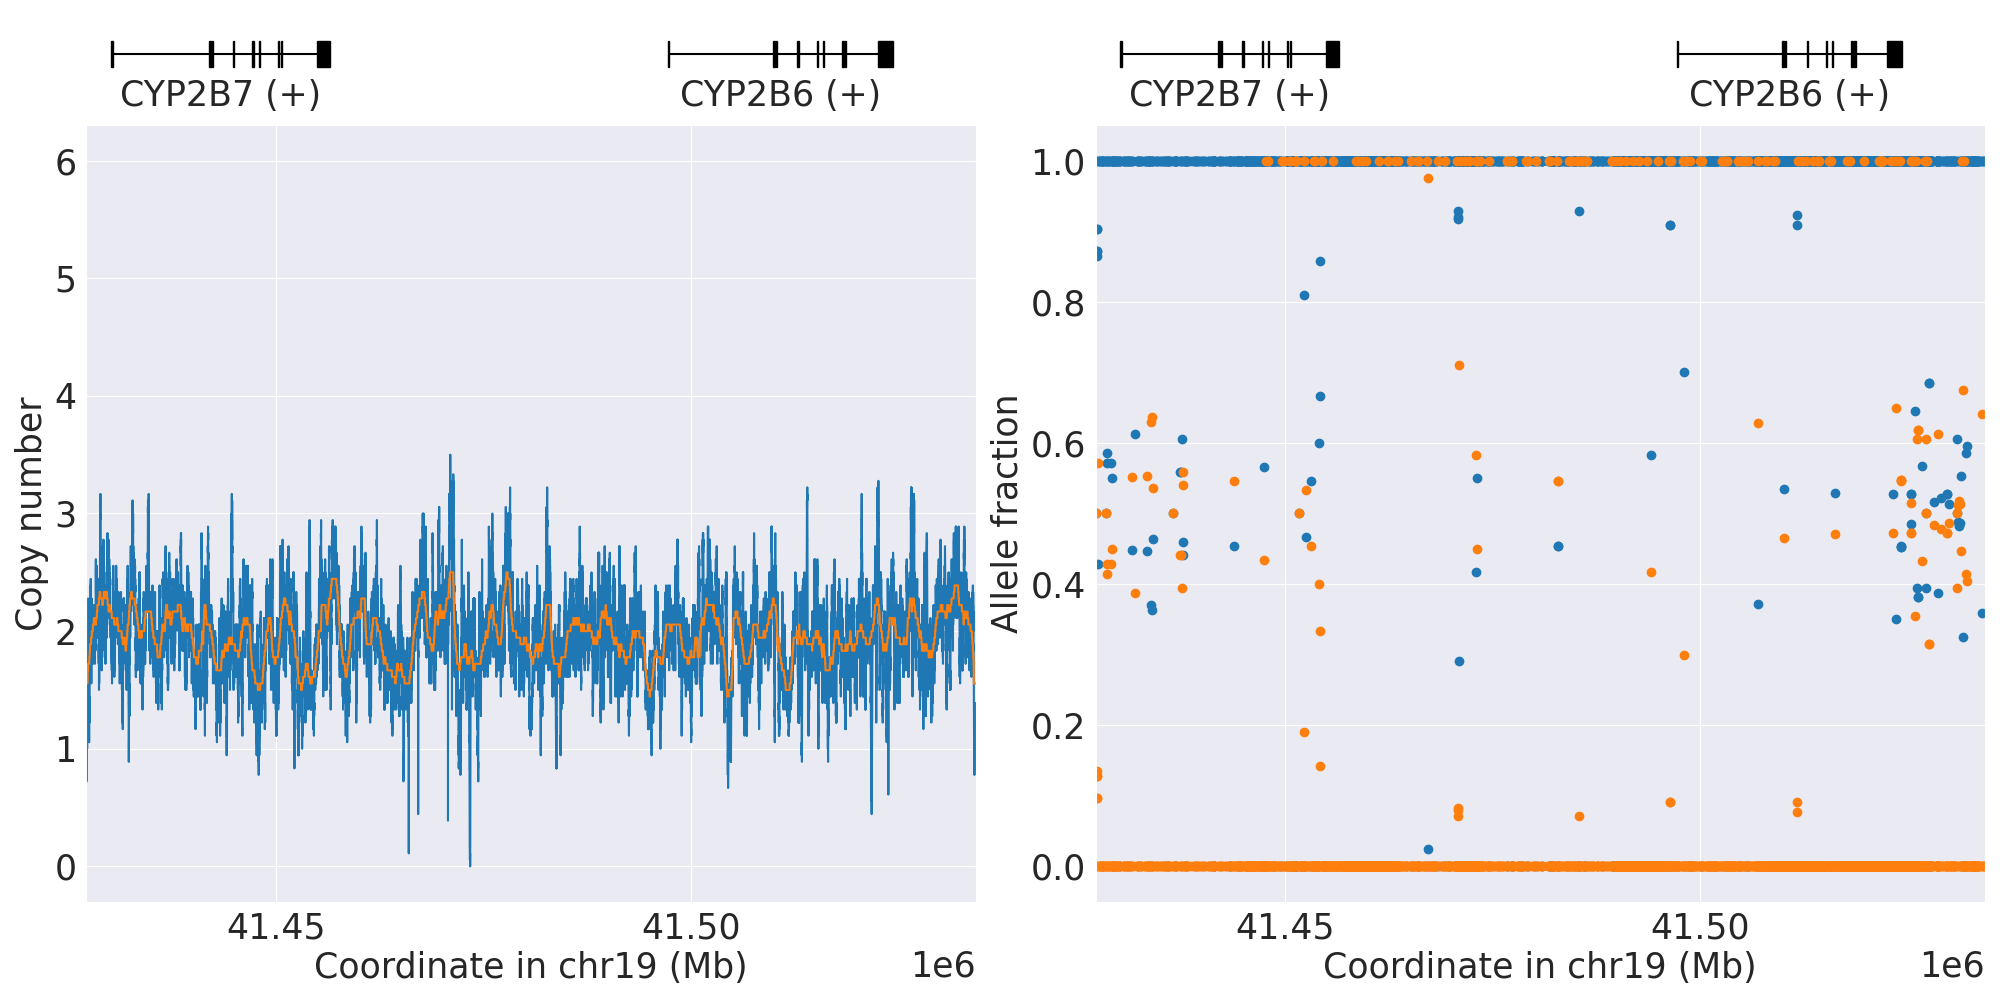 CYP2B7 (+) CYP2B6 (+)
6
5
4
3
2
1
0
Copy number
41.45 41.50
Coordinate in chr19 (Mb) 1e6
CYP2B7 (+) CYP2B6 (+)
1.0
0.8
0.6
0.4
0.2
0.0
Allele fraction
41.45 41.50
Coordinate in chr19 (Mb) 1e6